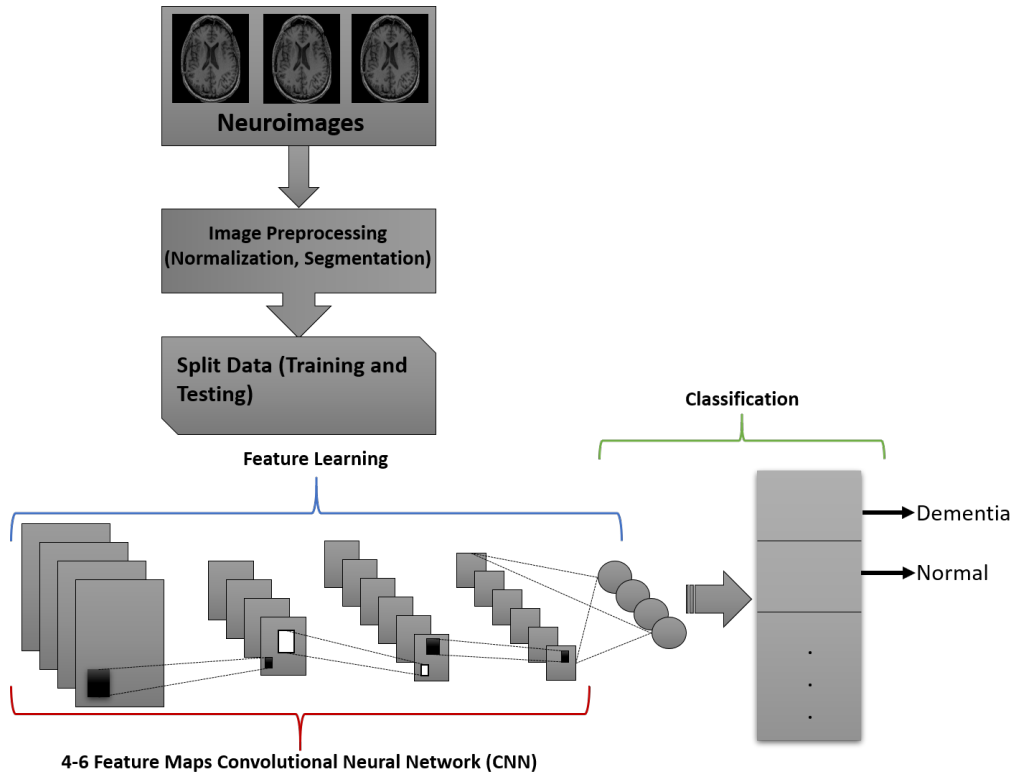 Neuroimages
Image Preprocessing
(Normalization, Segmentation)
Split Data (Training and
Testing)
Classification
Feature Learning
Dementia
Normal
4-6 Feature Maps Convolutional Neural Network (CNN)